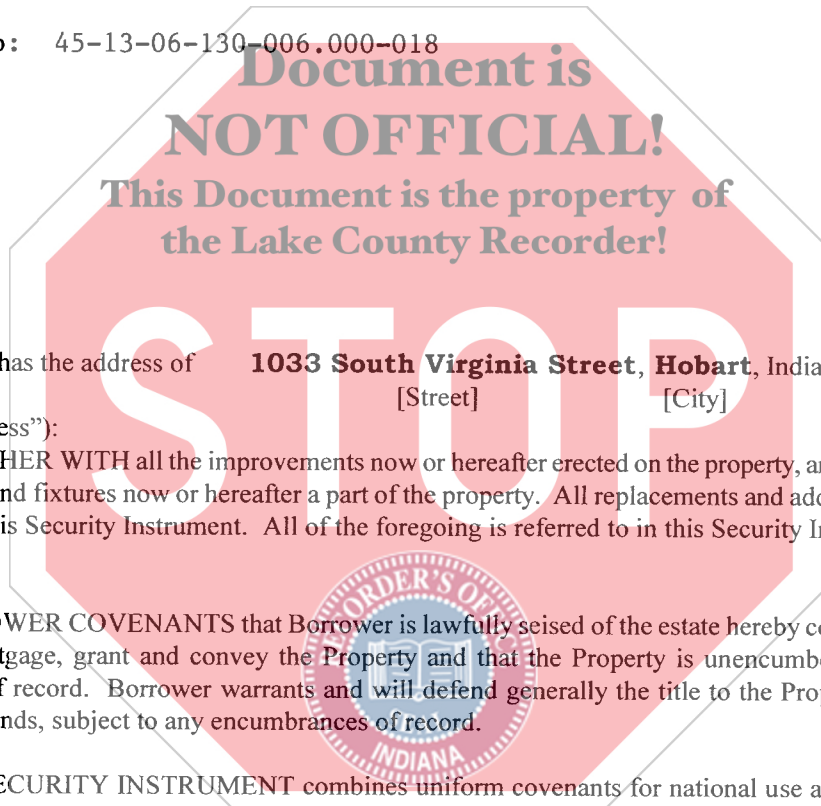 45-13-06-130-006.000-018
Document is
NOT OFFICIAL!
This Document is the property of
the Lake County Recorder!
STOP
has the address of 1033 South Virginia Street, Hobart, India
[Street] [City]
ess"):
HER WITH all the improvements now or hereafter erected on the property, a
nd fixtures now or hereafter a part of the property. All replacements and add
is Security Instrument. All of the foregoing is referred to in this Security I
RECORDER'S OFFICE
WER COVENANTS that Borrower is lawfully seised of the estate hereby c
tgage, grant and convey the Property and that the Property is unencumb
f record. Borrower warrants and will defend generally the title to the Prop
nds, subject to any encumbrances of record.
INDIANA
ECURITY INSTRUMENT combines uniform covenants for national use a